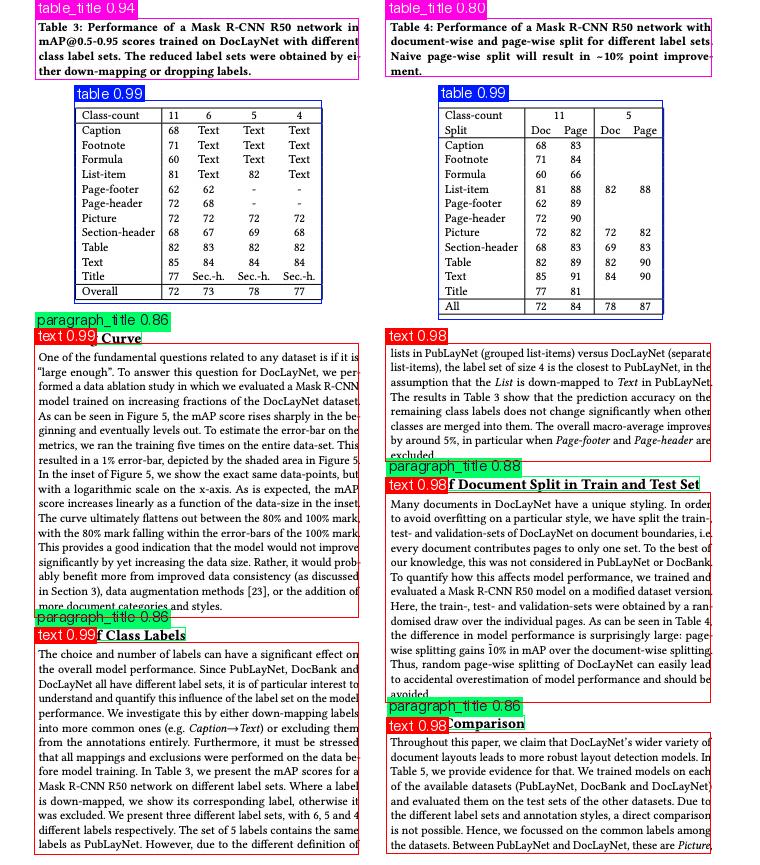 table_title 0.94
Table 3: Performance of a Mask R-CNN R50 network in
mAP@0.5-0.95 scores trained on DocLayNet with different
class label sets. The reduced label sets were obtained by ei-
ther down-mapping or dropping labels.
table 0.99
Class-count 11 6 5 4
Caption 68 Text Text Text
Footnote 71 Text Text Text
Formula 60 Text Text Text
List-item 81 Text 82 Text
Page-footer 62 62 - -
Page-header 72 68 - -
Picture 72 72 72 72
Section-header 68 67 69 68
Table 82 83 82 82
Text 85 84 84 84
Title 77 Sec.-h. Sec.-h. Sec.-h.
Overall 72 73 78 77
paragraph_title 0.86
text 0.99
Curve
One of the fundamental questions related to any dataset is if it is
"large enough". To answer this question for DocLayNet, we per-
formed a data ablation study in which we evaluated a Mask R-CNN
model trained on increasing fractions of the DocLayNet dataset.
As can be seen in Figure 5, the mAP score rises sharply in the be-
ginning and eventually levels out. To estimate the error-bar on the
metrics, we ran the training five times on the entire data-set. This
resulted in a 1% error-bar, depicted by the shaded area in Figure 5.
In the inset of Figure 5, we show the exact same data-points, but
with a logarithmic scale on the x-axis. As is expected, the mAP
score increases linearly as a function of the data-size in the inset.
The curve ultimately flattens out between the 80% and 100% mark,
with the 80% mark falling within the error-bars of the 100% mark.
This provides a good indication that the model would not improve
significantly by yet increasing the data size. Rather, it would prob-
ably benefit more from improved data consistency (as discussed
in Section 3), data augmentation methods [23], or the addition of
more document categories and styles.
paragraph_title 0.86
text 0.99
f Class Labels
The choice and number of labels can have a significant effect on
the overall model performance. Since PubLayNet, DocBank and
DocLayNet all have different label sets, it is of particular interest to
understand and quantify this influence of the label set on the model
performance. We investigate this by either down-mapping labels
into more common ones (e.g. Caption→Text) or excluding them
from the annotations entirely. Furthermore, it must be stressed
that all mappings and exclusions were performed on the data be-
fore model training. In Table 3, we present the mAP scores for a
Mask R-CNN R50 network on different label sets. Where a label
is down-mapped, we show its corresponding label, otherwise it
was excluded. We present three different label sets, with 6, 5 and 4
different labels respectively. The set of 5 labels contains the same
labels as PubLayNet. However, due to the different definition of
table_title 0.80
Table 4: Performance of a Mask R-CNN R50 network with
document-wise and page-wise split for different label sets.
Naive page-wise split will result in ~10% point improve-
ment.
table 0.99
Class-count 11 5
Split Doc Page Doc Page
Caption 68 83
Footnote 71 84
Formula 60 66
List-item 81 88 82 88
Page-footer 62 89
Page-header 72 90
Picture 72 82 72 82
Section-header 68 83 69 83
Table 82 89 82 90
Text 85 91 84 90
Title 77 81
All 72 84 78 87
text 0.98
lists in PubLayNet (grouped list-items) versus DocLayNet (separate
list-items), the label set of size 4 is the closest to PubLayNet, in the
assumption that the List is down-mapped to Text in PubLayNet.
The results in Table 3 show that the prediction accuracy on the
remaining class labels does not change significantly when other
classes are merged into them. The overall macro-average improves
by around 5%, in particular when Page-footer and Page-header are
excluded
paragraph_title 0.88
text 0.98
f Document Split in Train and Test Set
Many documents in DocLayNet have a unique styling. In order
to avoid overfitting on a particular style, we have split the train-,
test- and validation-sets of DocLayNet on document boundaries, i.e.
every document contributes pages to only one set. To the best of
our knowledge, this was not considered in PubLayNet or DocBank.
To quantify how this affects model performance, we trained and
evaluated a Mask R-CNN R50 model on a modified dataset version.
Here, the train-, test- and validation-sets were obtained by a ran-
domised draw over the individual pages. As can be seen in Table 4,
the difference in model performance is surprisingly large: page-
wise splitting gains 10% in mAP over the document-wise splitting.
Thus, random page-wise splitting of DocLayNet can easily lead
to accidental overestimation of model performance and should be
avoided
paragraph_title 0.86
text 0.98
Comparison
Throughout this paper, we claim that DocLayNet's wider variety of
document layouts leads to more robust layout detection models. In
Table 5, we provide evidence for that. We trained models on each
of the available datasets (PubLayNet, DocBank and DocLayNet)
and evaluated them on the test sets of the other datasets. Due to
the different label sets and annotation styles, a direct comparison
is not possible. Hence, we focussed on the common labels among
the datasets. Between PubLayNet and DocLayNet, these are Picture,